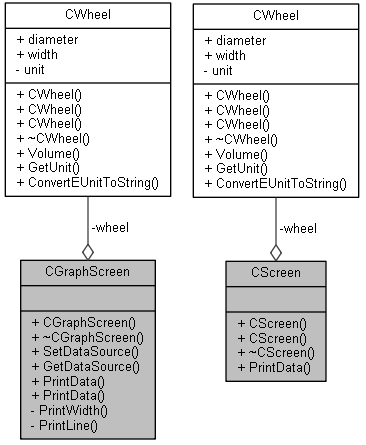 CWheel
+ diameter
+ width
- unit
+ CWheel()
+ CWheel()
+ CWheel()
+ ~CWheel()
+ Volume()
+ GetUnit()
+ ConvertEUnitToString()
-wheel
CGraphScreen
+ CGraphScreen()
+ ~CGraphScreen()
+ SetDataSource()
+ GetDataSource()
+ PrintData()
+ PrintData()
- PrintWidth()
- PrintLine()
CWheel
+ diameter
+ width
- unit
+ CWheel()
+ CWheel()
+ CWheel()
+ ~CWheel()
+ Volume()
+ GetUnit()
+ ConvertEUnitToString()
-wheel
CScreen
+ CScreen()
+ CScreen()
+ ~CScreen()
+ PrintData()